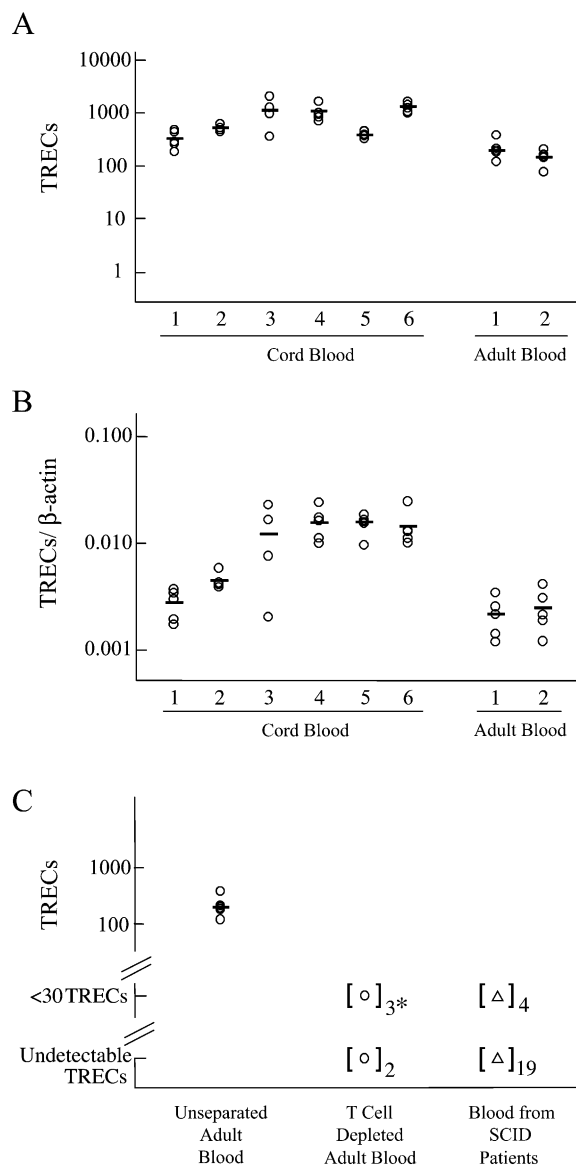 A
10000
1000
100
10
1
TRECs
1 2 3 4 5 6 1 2
Cord Blood Adult Blood
B
0.100
0.010
0.001
TRECs/ β-actin
1 2 3 4 5 6 1 2
Cord Blood Adult Blood
C
TRECs
1000
100
<30 TRECs [ ]3* [ ]4
Undetectable
TRECs
[ ]2 [ ]19
Unseparated
Adult
Blood
T Cell
Depleted
Adult Blood
Blood from
SCID
Patients